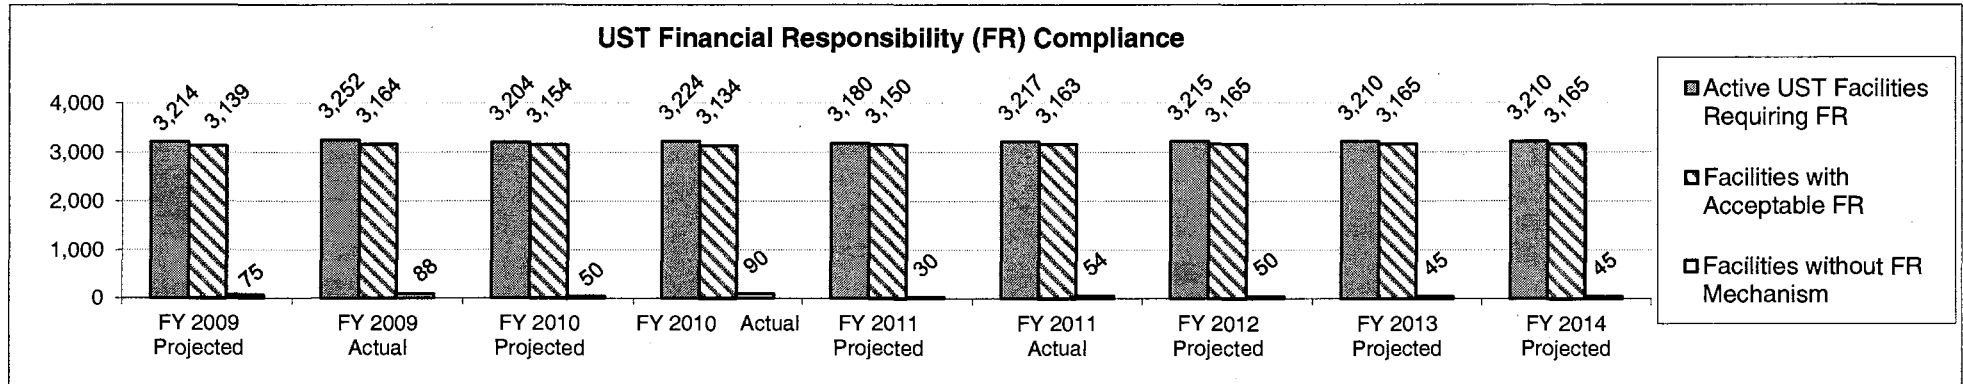 UST Financial Responsibility (FR) Compliance
3,214 3,139 3,252 3,164 3,204 3,154 3,224 3,134 3,180 3,150 3,217 3,163 3,215 3,165 3,210 3,165 3,210 3,165
4,000
3,000
2,000
1,000
0
75 88 50 90 30 54 50 45 45
FY 2009
Projected
FY 2009
Actual
FY 2010
Projected
FY 2010 Actual
FY 2011
Projected
FY 2011
Actual
FY 2012
Projected
FY 2013
Projected
FY 2014
Projected
Active UST Facilities
Requiring FR
Facilities with
Acceptable FR
Facilities without FR
Mechanism